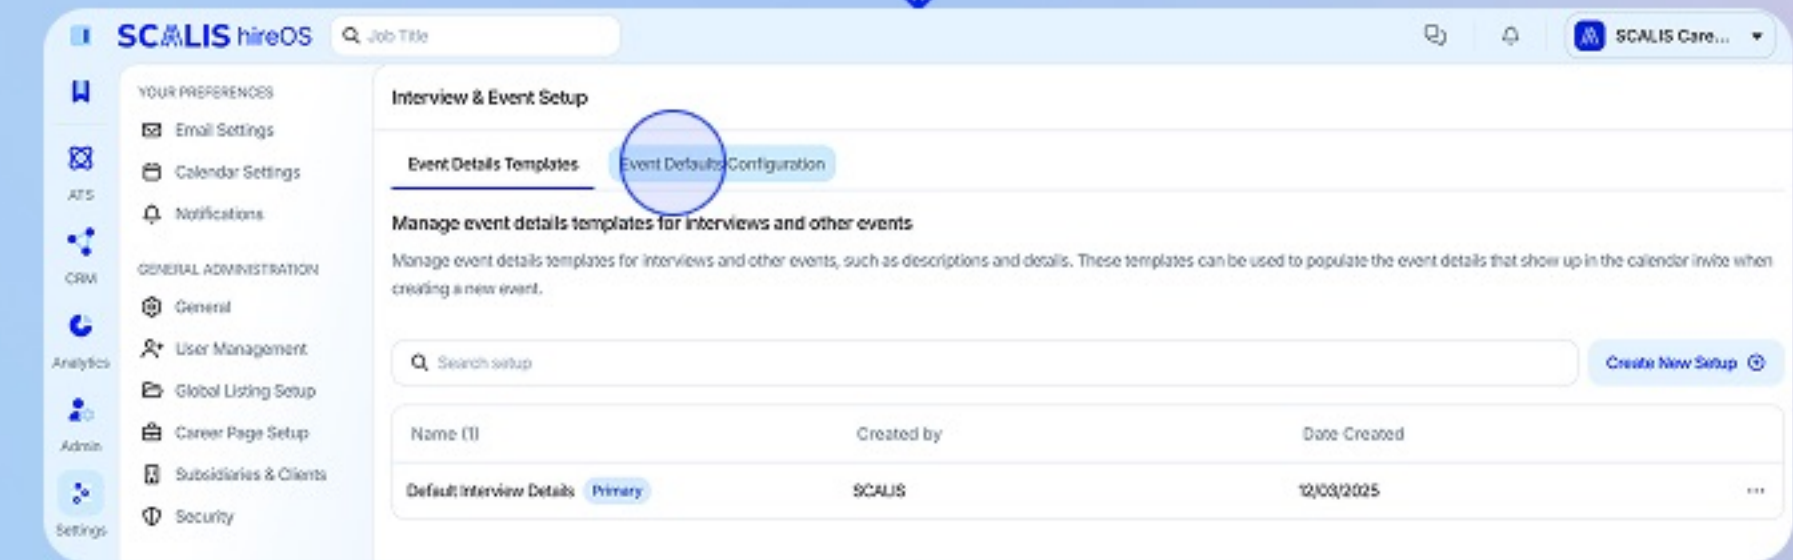 SCALIS hireOS
Job Title
SCALIS Care...
YOUR PREFERENCES
Email Settings
Calendar Settings
Notifications
GENERAL ADMINISTRATION
General
User Management
Global Listing Setup
Career Page Setup
Subsidiaries & Clients
Security
ATS
CRM
Analytics
Admin
Settings
Interview & Event Setup
Event Details Templates
Event Defaults Configuration
Manage event details templates for interviews and other events
Manage event details templates for interviews and other events, such as descriptions and details. These templates can be used to populate the event details that show up in the calendar invite when
creating a new event.
Search setup
Create New Setup
Name (1)
Created by
Date Created
Default Interview Details
Primary
SCALIS
12/03/2025